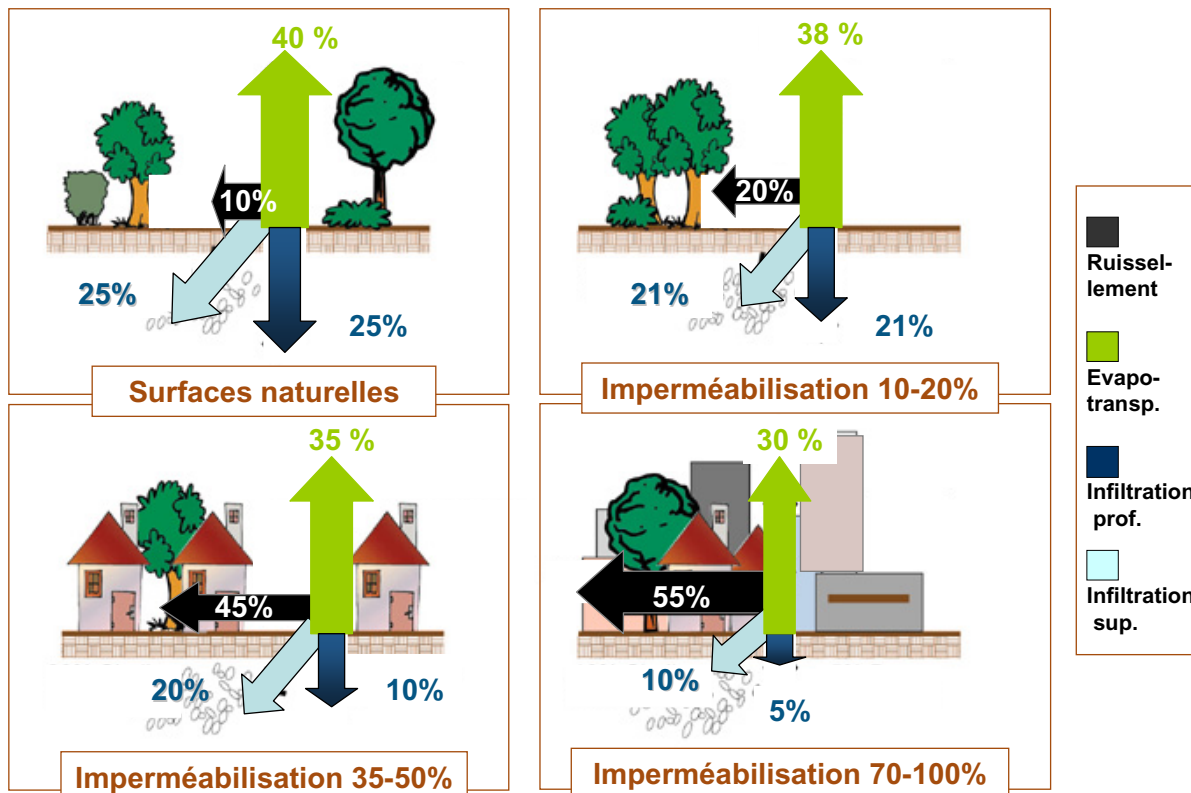 40 %
10%
25%
25%
Surfaces naturelles
38 %
20%
21%
21%
Imperméabilisation 10-20%
35 %
45%
20%
10%
Imperméabilisation 35-50%
30 %
55%
10%
5%
Imperméabilisation 70-100%
Ruissel-
lement
Evapo-
transp.
Infiltration
prof.
Infiltration
sup.